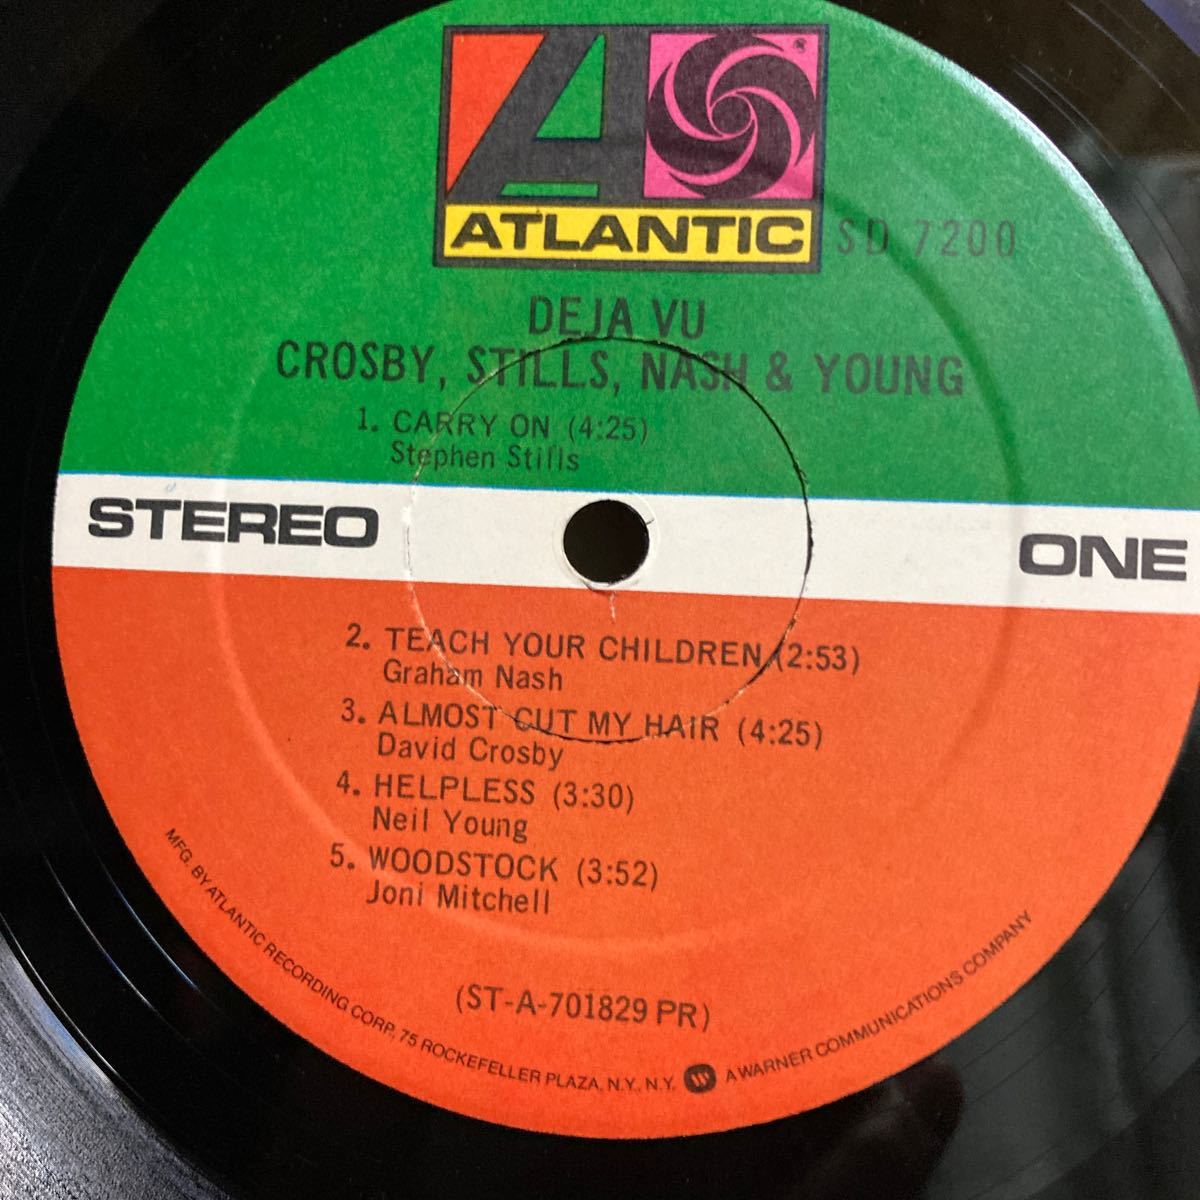 ATLANTIC
SD 7200
DEJA VU
CROSBY, STILLS, NASH & YOUNG
1. CARRY ON (4:25)
Stephen Stills
STEREO
ONE
2. TEACH YOUR CHILDREN (2:53)
Graham Nash
3. ALMOST CUT MY HAIR (4:25)
David Crosby
4. HELPLESS (3:30)
Neil Young
5. WOODSTOCK (3:52)
Joni Mitchell
(ST-A-701829 PR)
MFG. BY ATLANTIC RECORDING CORP., 75 ROCKEFELLER PLAZA, N.Y., N.Y. A WARNER COMMUNICATIONS COMPANY